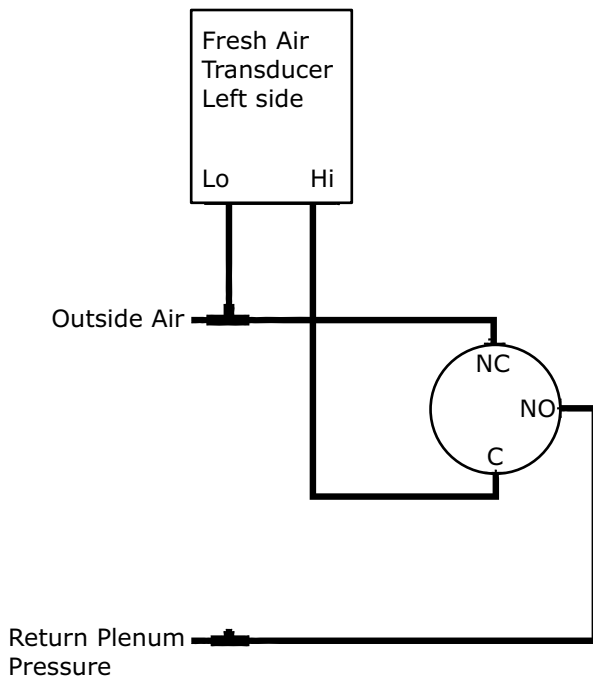 Fresh Air
Transducer
Left side
Lo Hi
Outside Air
NC
NO
C
Return Plenum
Pressure